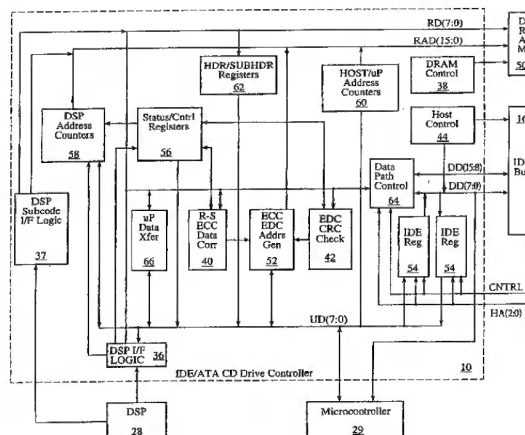 RD(7:0)
RAD(15:0)
D
R
A
M
50
HDR/SUBHDR
Registers
62
HOST/uP
Address
Counters
60
DRAM
Control
38
DSP
Address
Counters
58
Status/Cntrl
Registers
56
Host
Control
44
ID
Bu
Data
Path
Control
64
DD(15:8)
DD(7:0)
DSP
Subcode
I/F Logic
37
uP
Data
Xfer
66
R-S
ECC
Data
Corr
40
ECC
EDC
Addrs
Gen
52
EDC
CRC
Check
42
IDE
Reg
54
IDE
Reg
54
CNTRL
HA(2:0)
UD(7:0)
DSP I/F
LOGIC 36
IDE/ATA CD Drive Controller
10
DSP
28
Microcontroller
29